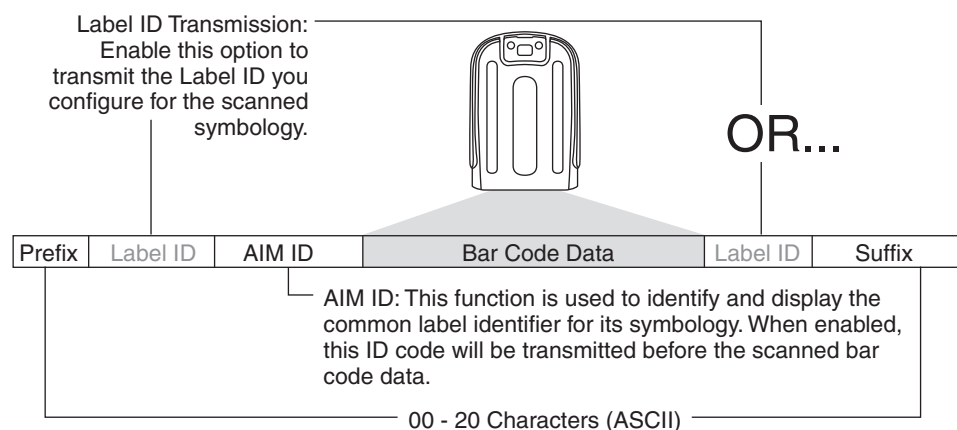 Label ID Transmission:
Enable this option to
transmit the Label ID you
configure for the scanned
symbology.
OR...
Prefix Label ID AIM ID Bar Code Data Label ID Suffix
AIM ID: This function is used to identify and display the
common label identifier for its symbology. When enabled,
this ID code will be transmitted before the scanned bar
code data.
00 - 20 Characters (ASCII)